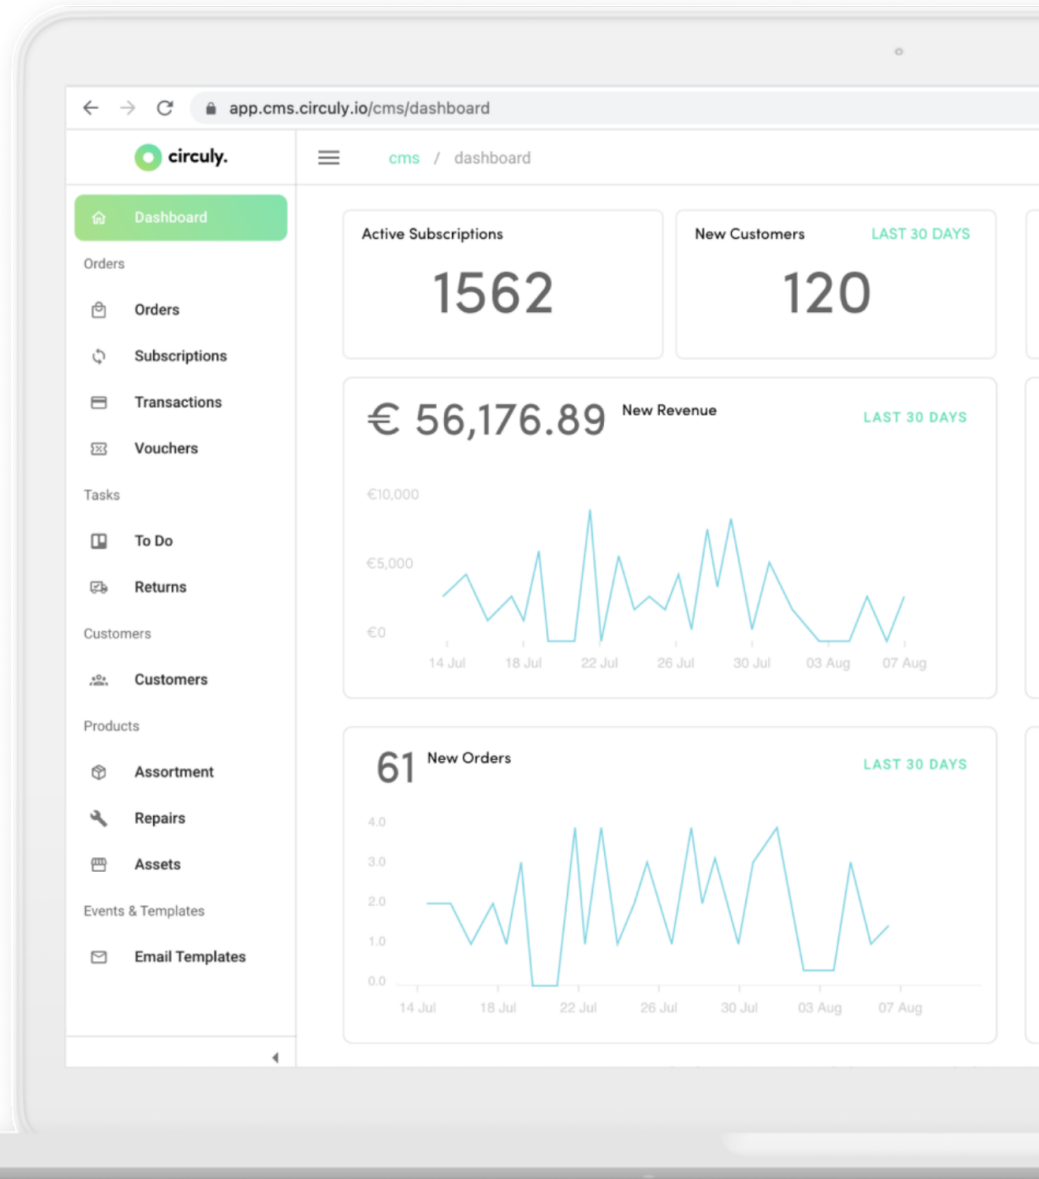 app.cms.circuly.io/cms/dashboard
circuly.
cms / dashboard
Dashboard
Orders
Orders
Subscriptions
Transactions
Vouchers
Tasks
To Do
Returns
Customers
Customers
Products
Assortment
Repairs
Assets
Events & Templates
Email Templates
Active Subscriptions
1562
New Customers LAST 30 DAYS
120
€ 56,176.89 New Revenue LAST 30 DAYS
€10,000
€5,000
€0
14 Jul 18 Jul 22 Jul 26 Jul 30 Jul 03 Aug 07 Aug
61 New Orders LAST 30 DAYS
4.0
3.0
2.0
1.0
0.0
14 Jul 18 Jul 22 Jul 26 Jul 30 Jul 03 Aug 07 Aug